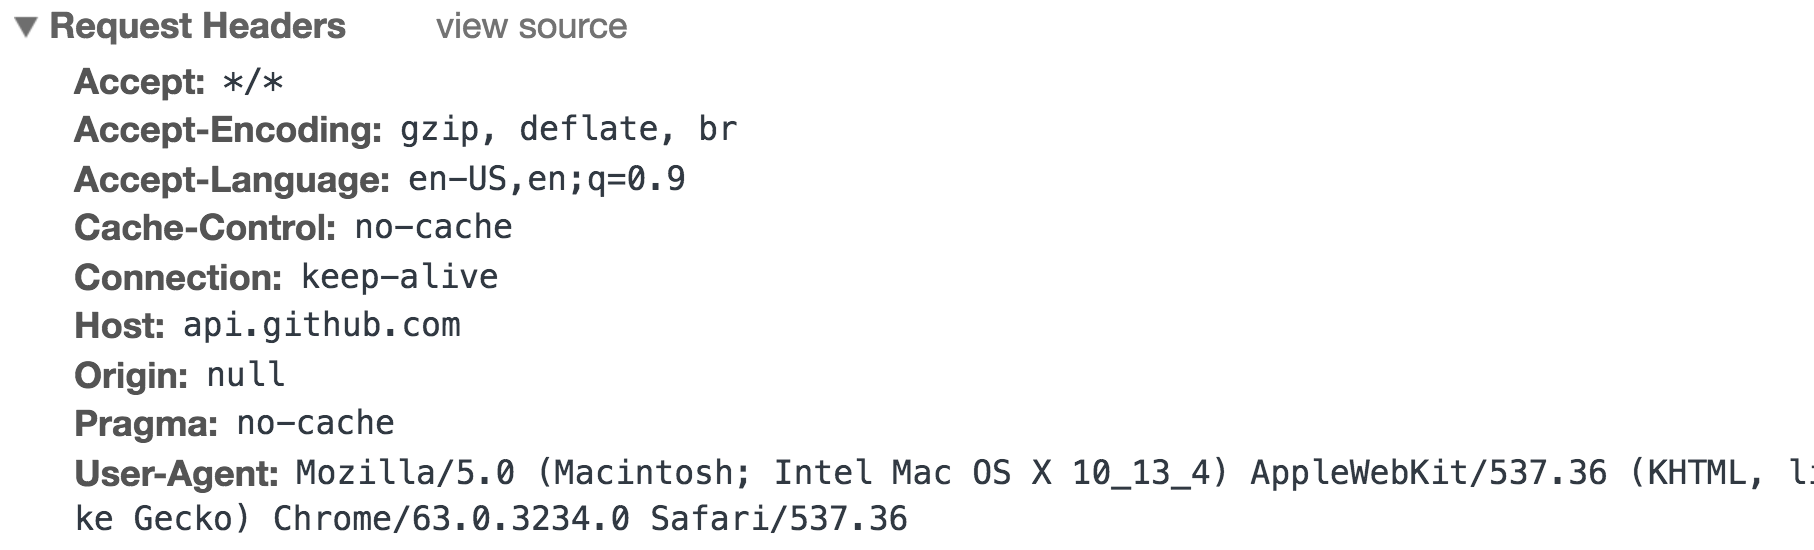 ▼ Request Headers view source
Accept: */*
Accept-Encoding: gzip, deflate, br
Accept-Language: en-US,en;q=0.9
Cache-Control: no-cache
Connection: keep-alive
Host: api.github.com
Origin: null
Pragma: no-cache
User-Agent: Mozilla/5.0 (Macintosh; Intel Mac OS X 10_13_4) AppleWebKit/537.36 (KHTML, li
ke Gecko) Chrome/63.0.3234.0 Safari/537.36